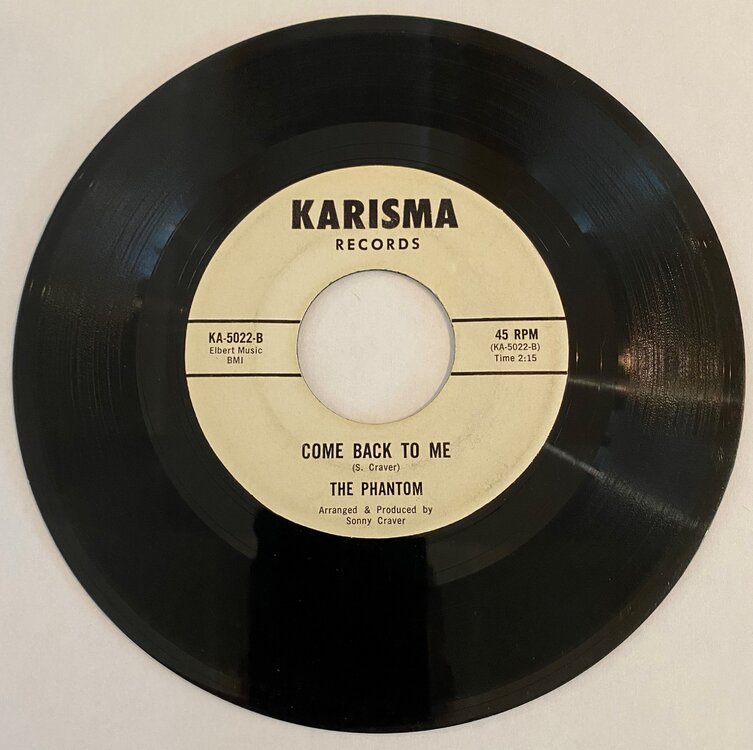 KARISMA
RECORDS
KA-5022-B
Elbert Music
BMI
45 RPM
(KA-5022-B)
Time 2:15
COME BACK TO ME
(S. Craver)
THE PHANTOM
Arranged & Produced by
Sonny Craver